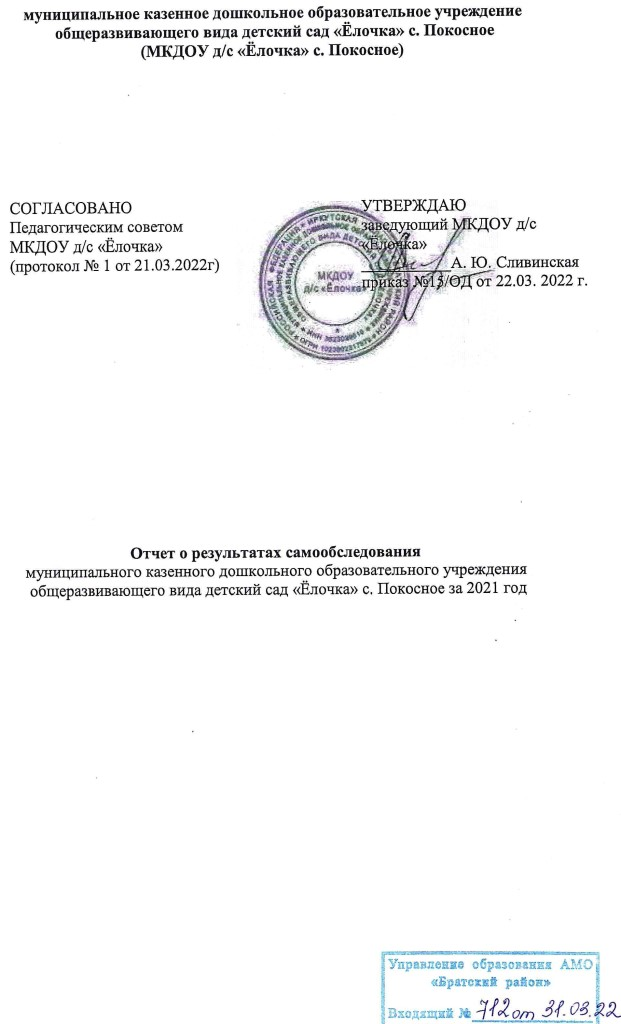 муниципальное казенное дошкольное образовательное учреждение
общеразвивающего вида детский сад «Ёлочка» с. Покосное
(МКДОУ д/с «Ёлочка» с. Покосное)
СОГЛАСОВАНО
Педагогическим советом
МКДОУ д/с «Ёлочка»
(протокол № 1 от 21.03.2022г)
УТВЕРЖДАЮ
заведующий МКДОУ д/с
«Ёлочка»
А. Ю. Сливинская
приказ №15/ОД от 22.03. 2022 г.
МКДОУ
д/с «Ёлочка»
Отчет о результатах самообследования
муниципального казенного дошкольного образовательного учреждения
общеразвивающего вида детский сад «Ёлочка» с. Покосное за 2021 год
Управление образования АМО
«Братский район»
Входящий № 712 от 31.03.22